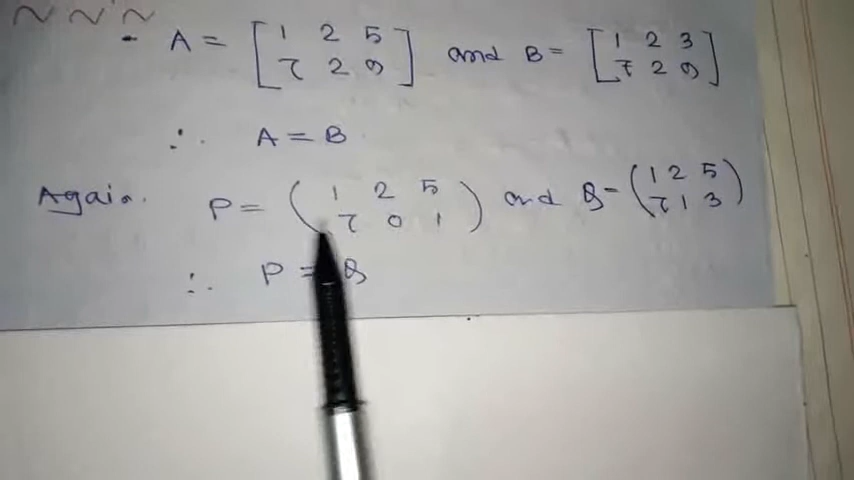 A = [ 1 2 5 and B = [ 1 2 3
7 2 9 ] 7 2 9 ]
∴ A = B
Again. P = ( 1 2 5 and Q = ( 1 2 5
7 0 1 ) 7 1 3 )
∴ P = Q